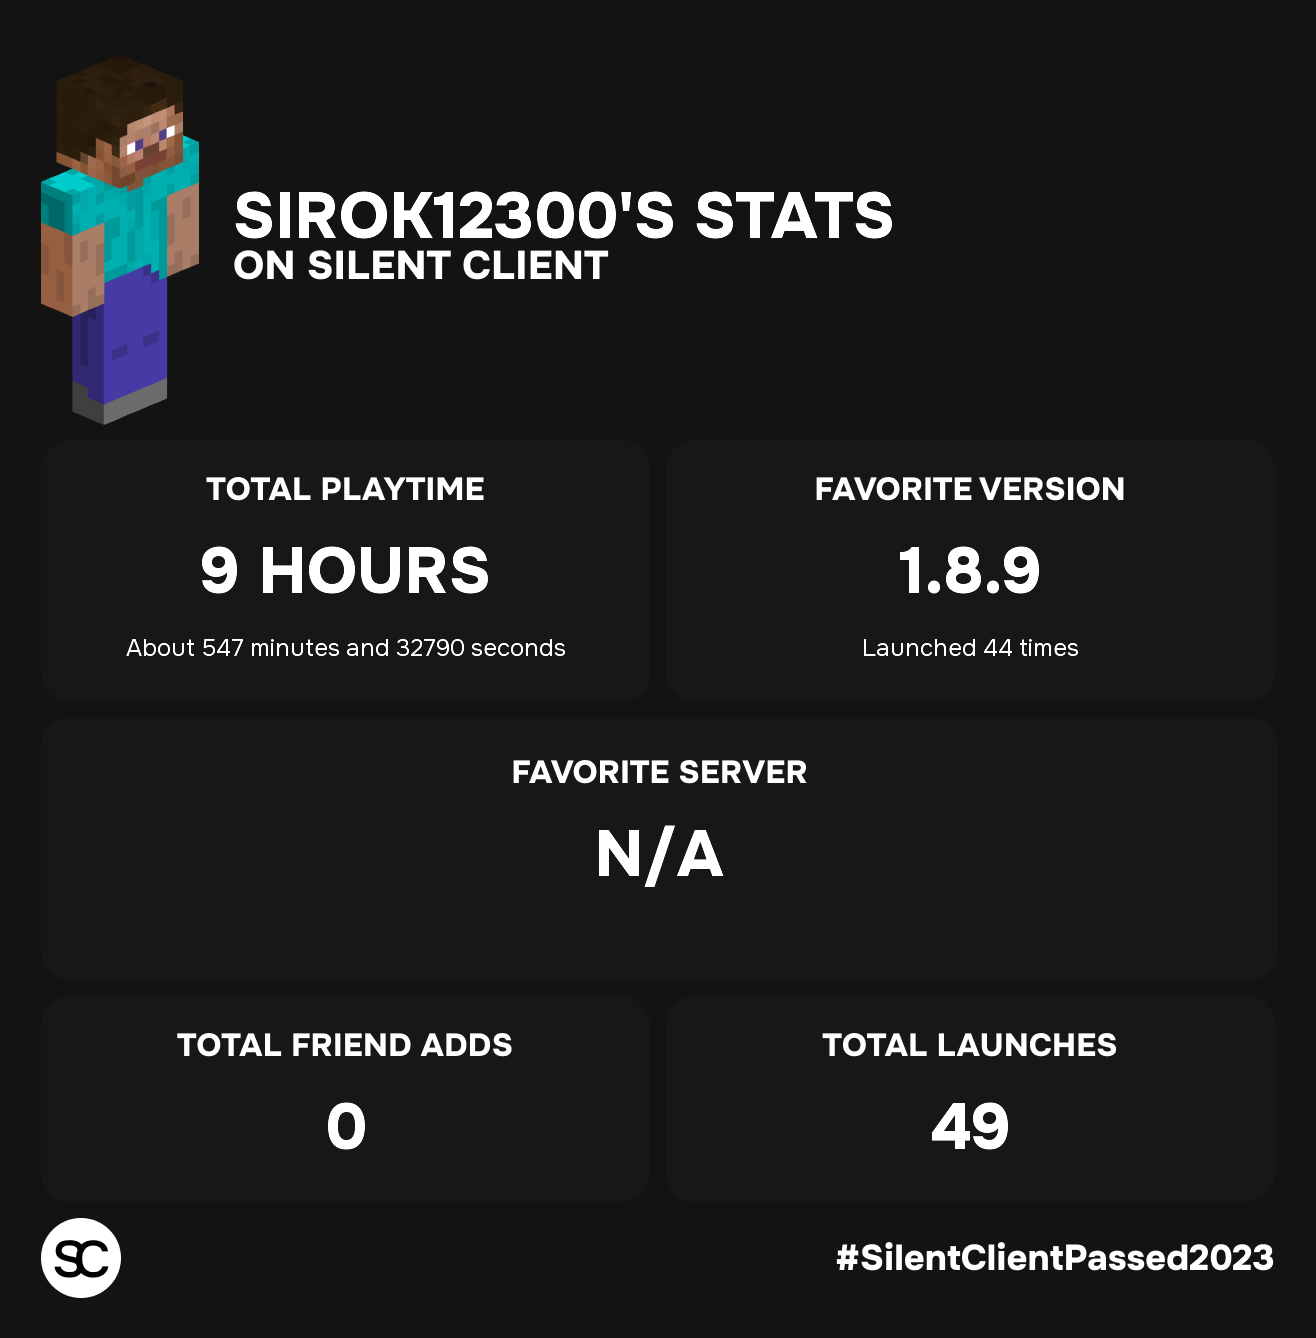 SIROK12300'S STATS
ON SILENT CLIENT
TOTAL PLAYTIME
9 HOURS
About 547 minutes and 32790 seconds
FAVORITE VERSION
1.8.9
Launched 44 times
FAVORITE SERVER
N/A
TOTAL FRIEND ADDS
0
TOTAL LAUNCHES
49
SC
#SilentClientPassed2023